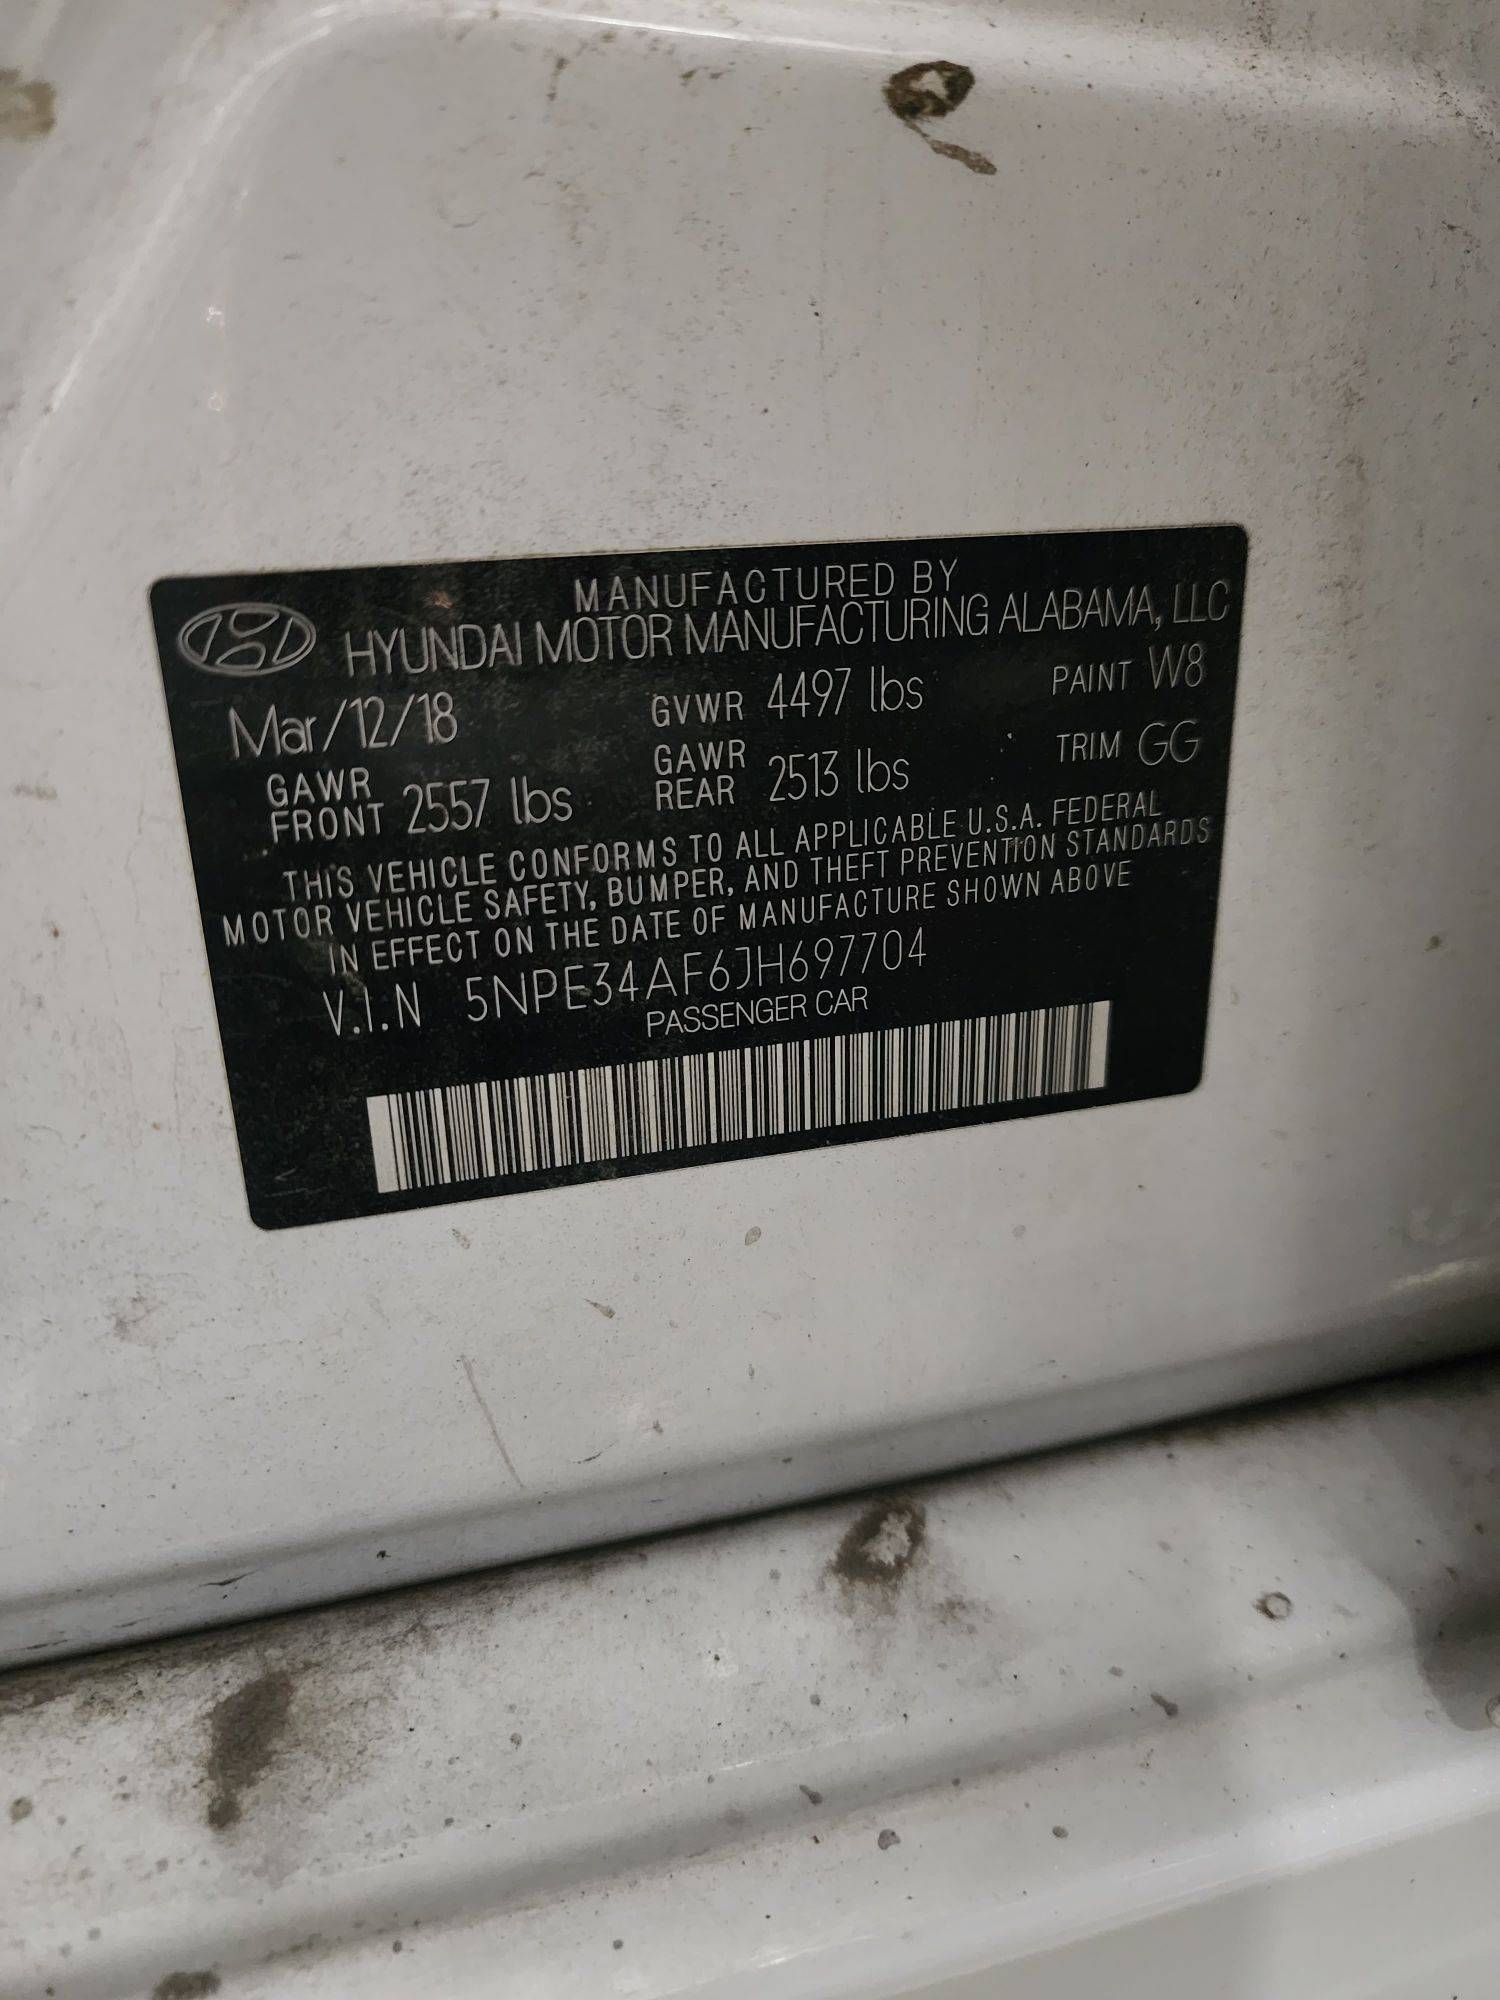 MANUFACTURED BY
HYUNDAI MOTOR MANUFACTURING ALABAMA, LLC
Mar/12/18 GVWR 4497 lbs PAINT W8
GAWR FRONT 2557 lbs GAWR REAR 2513 lbs TRIM GG
THIS VEHICLE CONFORMS TO ALL APPLICABLE U.S.A. FEDERAL
MOTOR VEHICLE SAFETY, BUMPER, AND THEFT PREVENTION STANDARDS
IN EFFECT ON THE DATE OF MANUFACTURE SHOWN ABOVE
V.I.N 5NPE34AF6JH697704
PASSENGER CAR